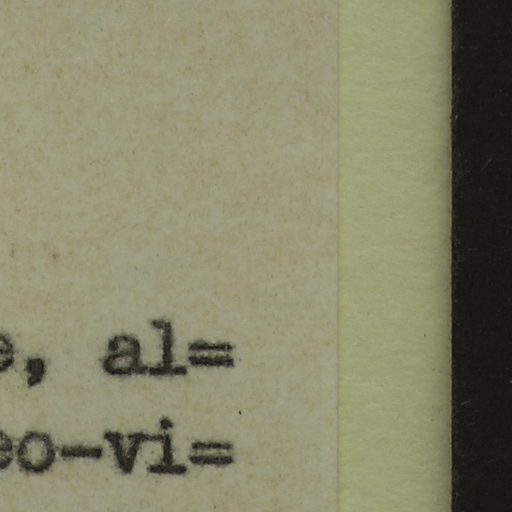 e, al=
eo-vi=